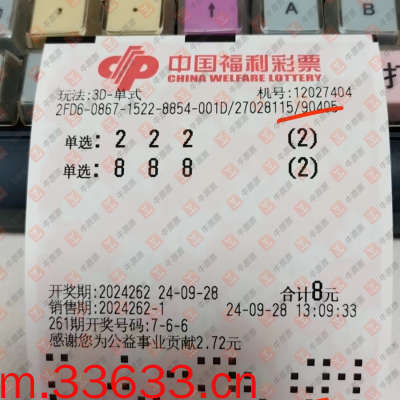 ↑ A B
打
中国福利彩票
CHINA WELFARE LOTTERY
玩法:3D-单式 机号:12027404
2FD6-0867-1522-8854-001D/27028115/90405
单选: 2 2 2 (2)
单选: 8 8 8 (2)
开奖期:2024262 24-09-28 合计8元
销售期:2024262-1 24-09-28 13:09:33
261期开奖号码:7-6-6
感谢您为公益事业贡献2.72元
m.33633.cn